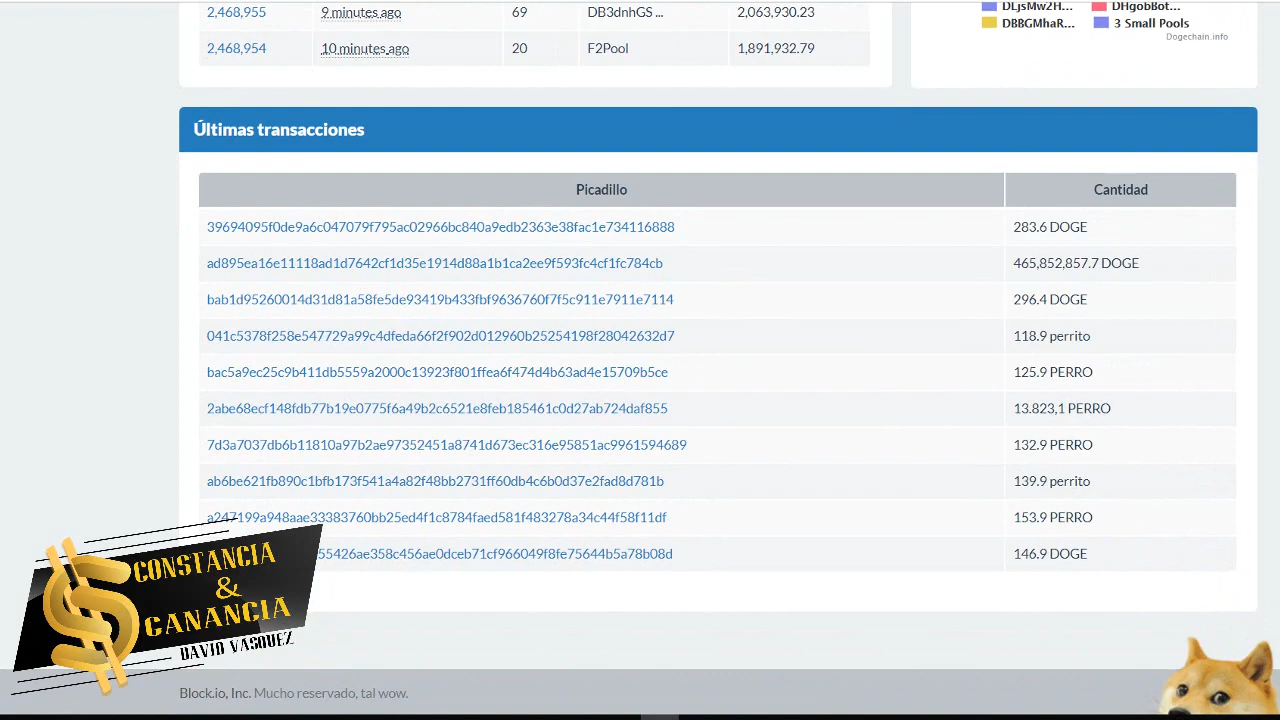 2,468,955 9 minutes ago 69 DB3dnhGS ... 2,063,930.23
2,468,954 10 minutes ago 20 F2Pool 1,891,932.79
DLjsMw2H... DHgobBot...
DBBGMhaR... 3 Small Pools
Dogechain.info
Últimas transacciones
Picadillo Cantidad
39694095f0de9a6c047079f795ac02966bc840a9edb2363e38fac1e734116888 283.6 DOGE
ad895ea16e11118ad1d7642cf1d35e1914d88a1b1ca2ee9f593fc4cf1fc784cb 465,852,857.7 DOGE
bab1d95260014d31d81a58fe5de93419b433fbf9636760f7f5c911e7911e7114 296.4 DOGE
041c5378f258e547729a99c4dfeda66f2f902d012960b25254198f28042632d7 118.9 perrito
bac5a9ec25c9b411db5559a2000c13923f801ffea6f474d4b63ad4e15709b5ce 125.9 PERRO
2abe68ecf148fdb77b19e0775f6a49b2c6521e8feb185461c0d27ab724daf855 13.823,1 PERRO
7d3a7037db6b11810a97b2ae97352451a8741d673ec316e95851ac9961594689 132.9 PERRO
ab6be621fb890c1bfb173f541a4a82f48bb2731ff60db4c6b0d37e2fad8d781b 139.9 perrito
a247199a948aae33383760bb25ed4f1c8784faed581f483278a34c44f58f11df 153.9 PERRO
55426ae358c456ae0dceb71cf966049f8fe75644b5a78b08d 146.9 DOGE
CONSTANCIA
&
GANANCIA
DAVID VASQUEZ
Block.io, Inc. Mucho reservado, tal wow.